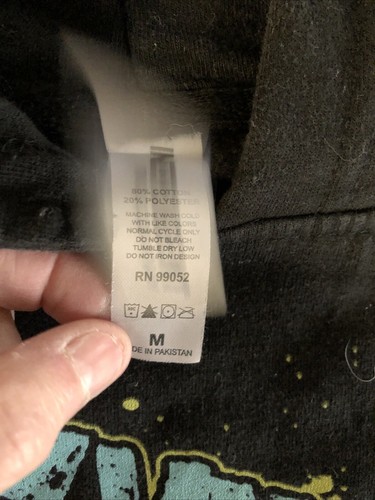 80% COTTON
20% POLYESTER
MACHINE WASH COLD
WITH LIKE COLORS
NORMAL CYCLE ONLY
DO NOT BLEACH
TUMBLE DRY LOW
DO NOT IRON DESIGN
RN 99052
M
MADE IN PAKISTAN